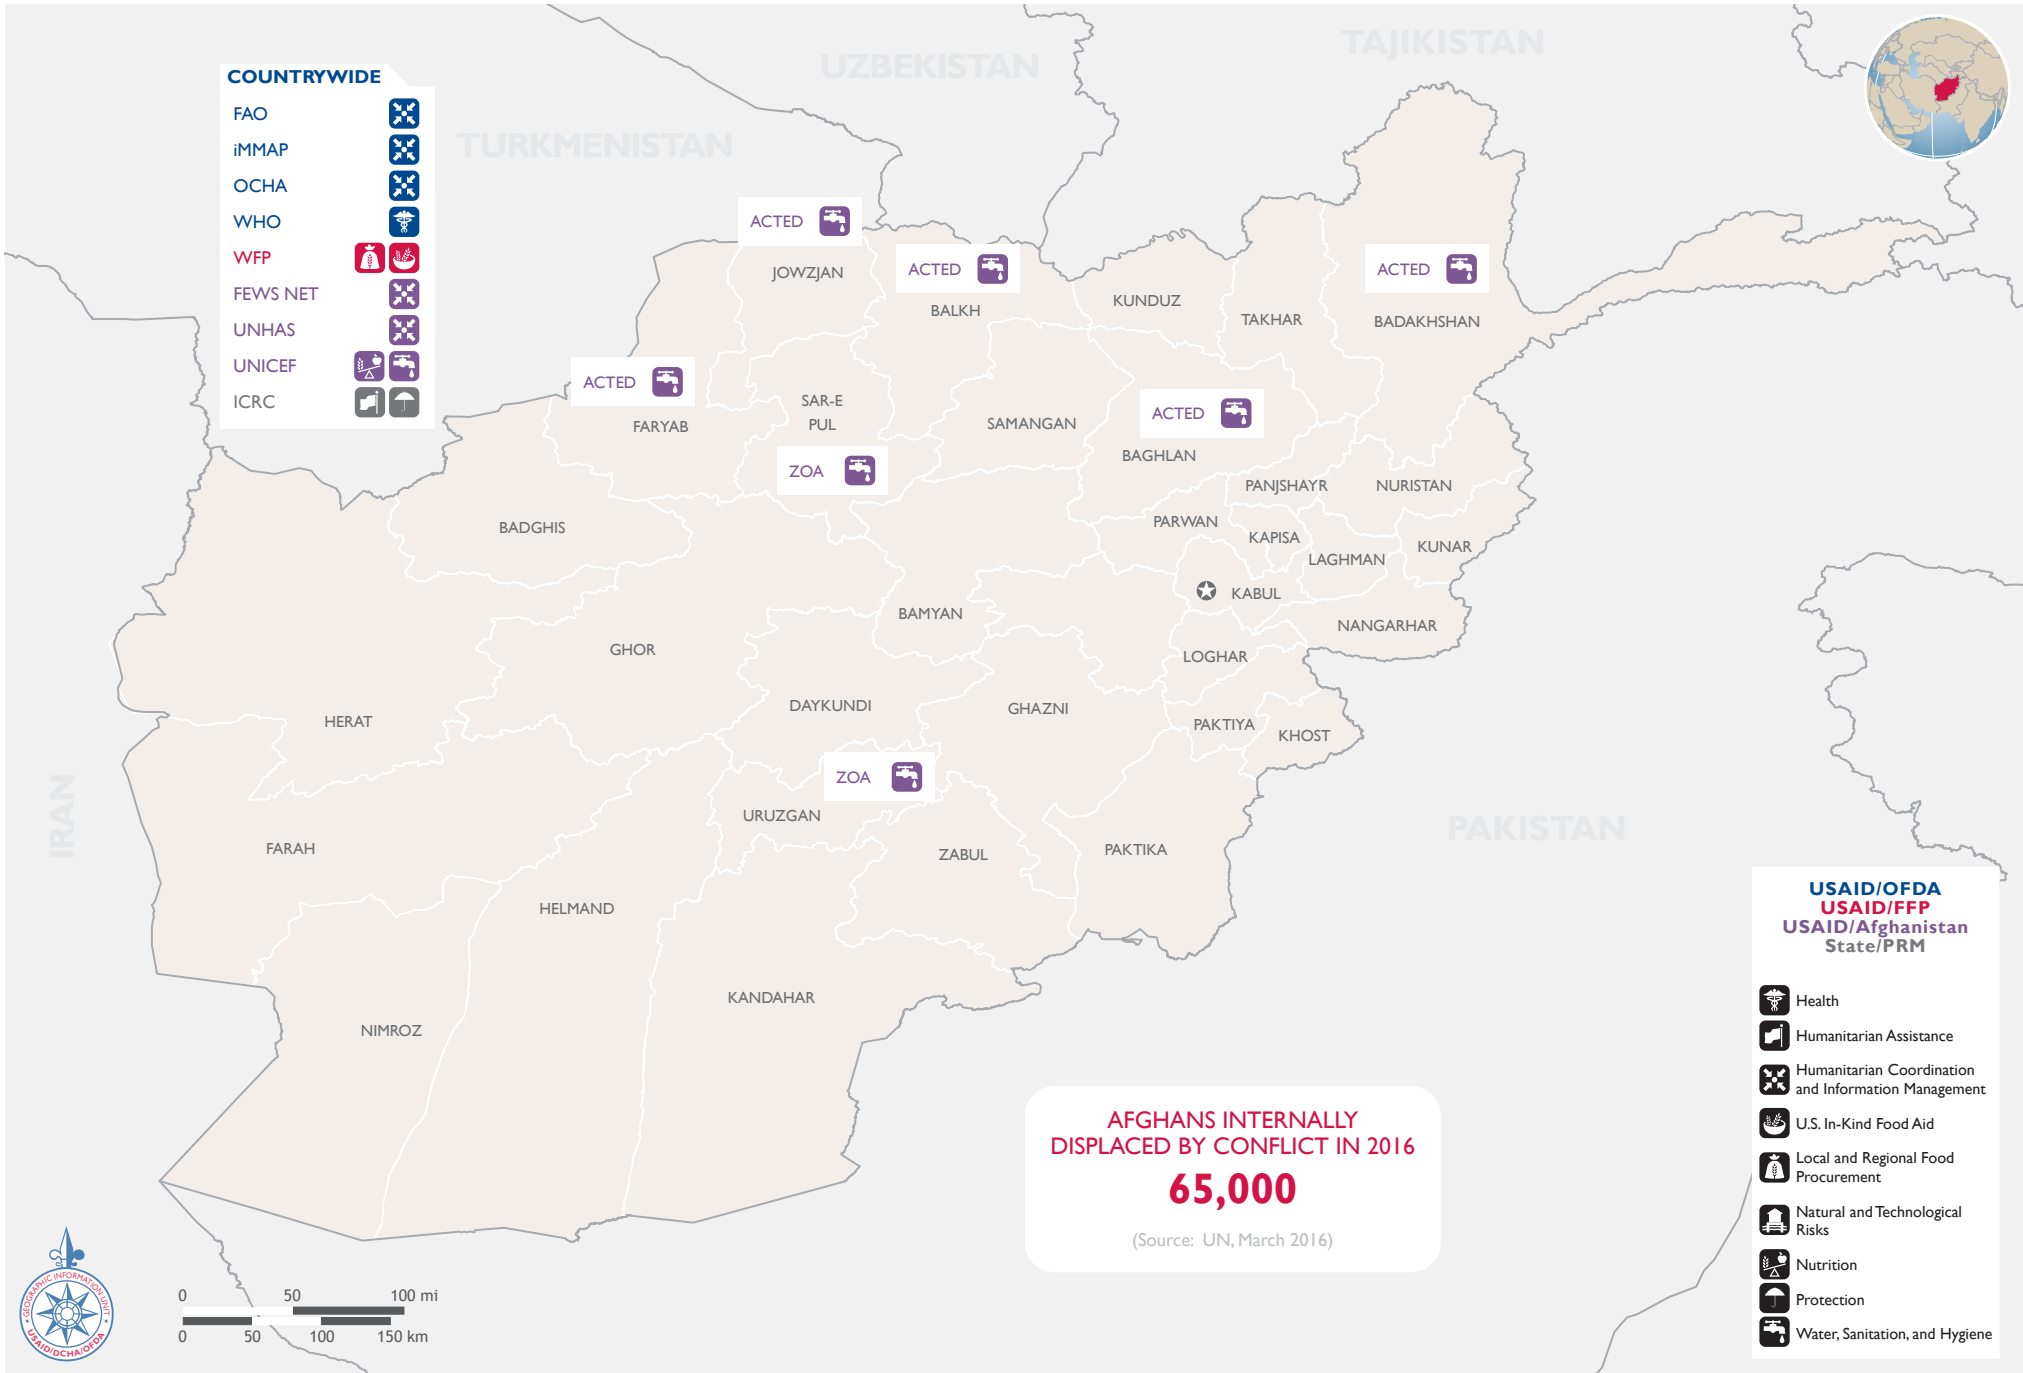 UZBEKISTAN
TAJIKISTAN
TURKMENISTAN
COUNTRYWIDE
FAO
iMMAP
OCHA
WHO
WFP
FEWS NET
UNHAS
UNICEF
ICRC
ACTED
JOWZJAN
ACTED
BALKH
KUNDUZ
TAKHAR
ACTED
BADAKHSHAN
ACTED
FARYAB
SAR-E
PUL
ZOA
SAMANGAN
ACTED
BAGHLAN
PANJSHAYR
NURISTAN
BADGHIS
PARWAN
KAPISA
LAGHMAN
KUNAR
KABUL
BAMYAN
NANGARHAR
GHOR
LOGHAR
HERAT
DAYKUNDI
GHAZNI
PAKTIYA
KHOST
ZOA
URUZGAN
IRAN
FARAH
ZABUL
PAKTIKA
PAKISTAN
HELMAND
KANDAHAR
NIMROZ
AFGHANS INTERNALLY
DISPLACED BY CONFLICT IN 2016
65,000
(Source: UN, March 2016)
USAID/OFDA
USAID/FFP
USAID/Afghanistan
State/PRM
Health
Humanitarian Assistance
Humanitarian Coordination
and Information Management
U.S. In-Kind Food Aid
Local and Regional Food
Procurement
Natural and Technological
Risks
Nutrition
Protection
Water, Sanitation, and Hygiene
GEOGRAPHIC INFORMATION UNIT
USAID/DCHA/OFDA
0 50 100 mi
0 50 100 150 km